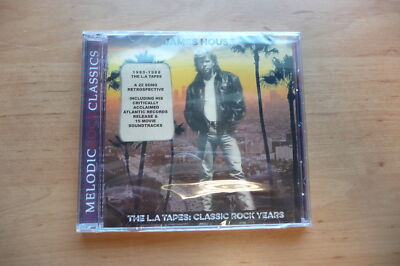 JAMES HOUSE
1983-1988
THE L.A TAPES
A 22 SONG
RETROSPECTIVE
INCLUDING HIS
CRITICALLY
ACCLAIMED
ATLANTIC RECORDS
RELEASE &
15 MOVIE
SOUNDTRACKS
MELODIC ROCK CLASSICS
THE L.A TAPES: CLASSIC ROCK YEARS